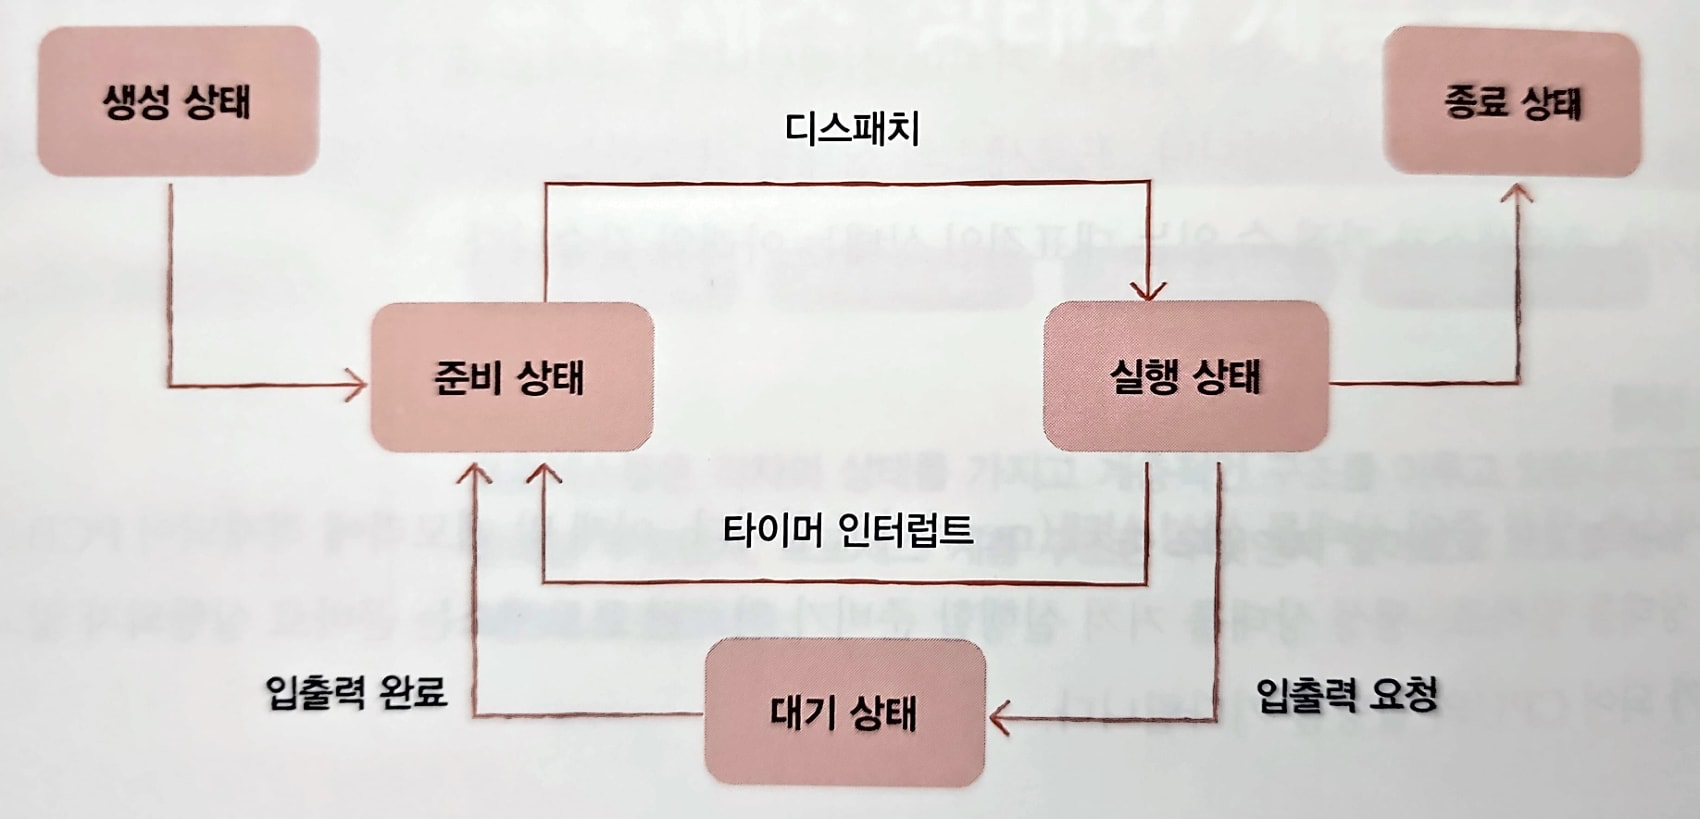 생성 상태
종료 상태
디스패치
준비 상태
실행 상태
타이머 인터럽트
입출력 완료
대기 상태
입출력 요청